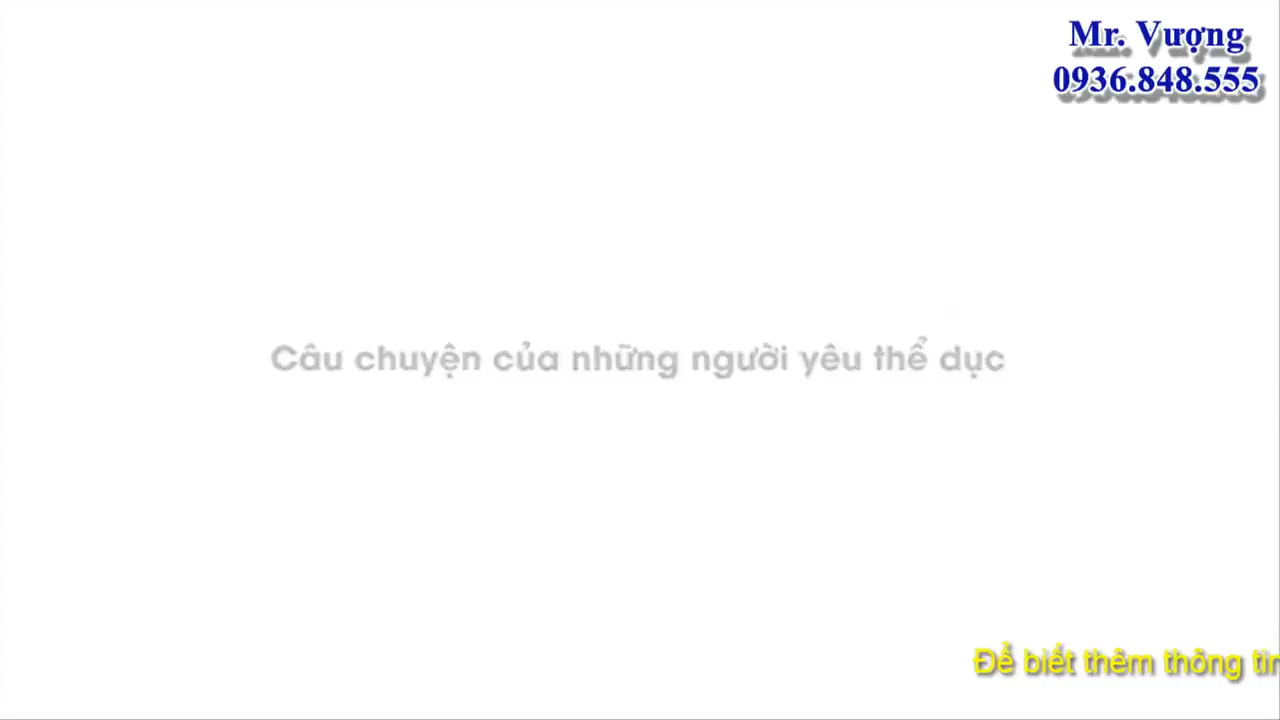 Mr. Vượng
0936.848.555
Câu chuyện của những người yêu thể dục
Để biết thêm thông